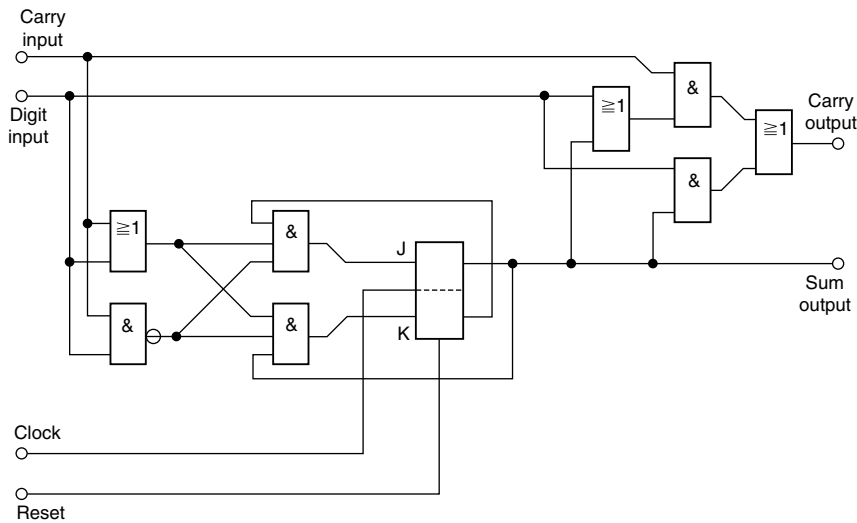 Carry
input
Digit
input
&
≧1
≧1
Carry
output
&
≧1
&
J
&
&
K
Sum
output
Clock
Reset